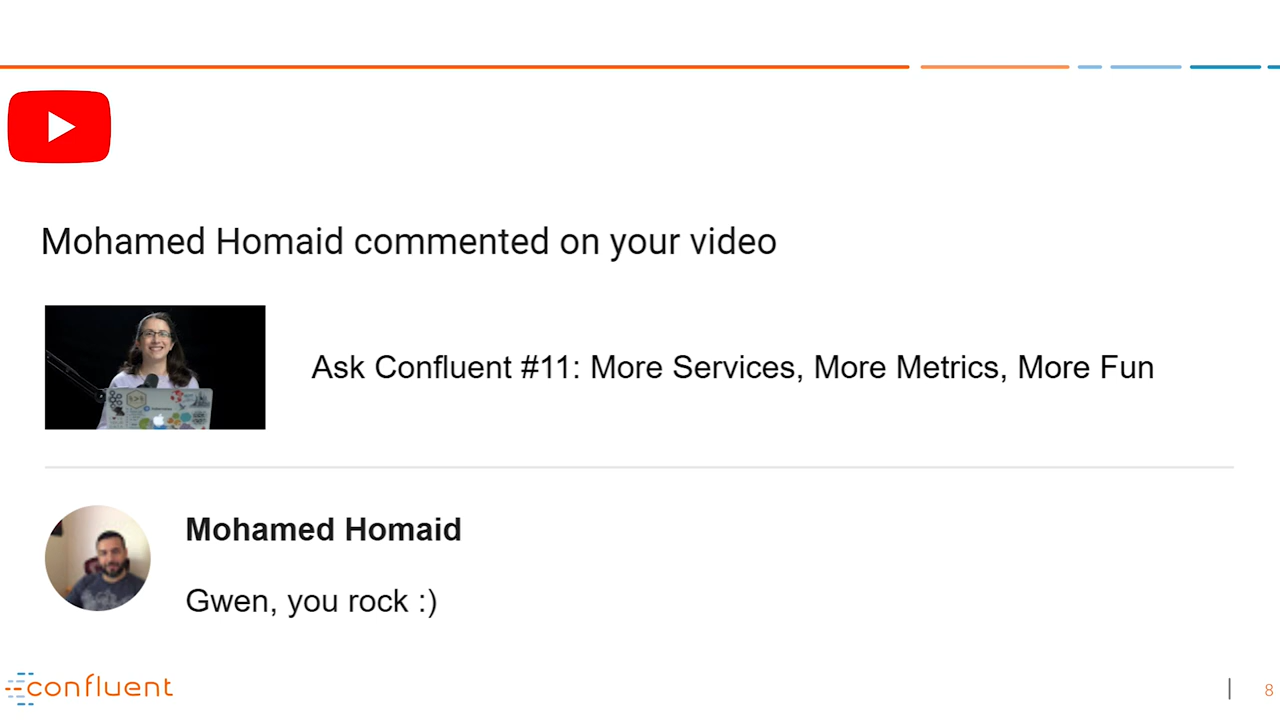 Mohamed Homaid commented on your video
Ask Confluent #11: More Services, More Metrics, More Fun
Mohamed Homaid
Gwen, you rock :)
confluent
8